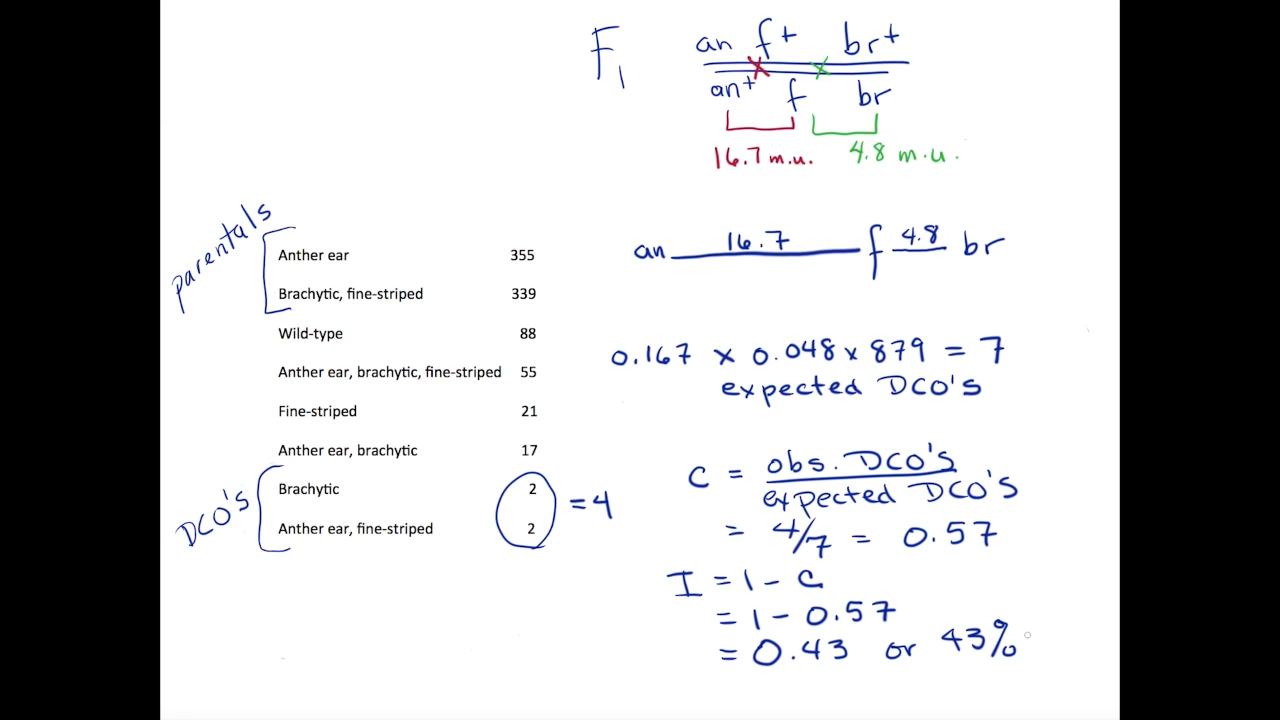 F1
an f+ br+
an+ f br
16.7 m.u. 4.8 m.u.
parentals
Anther ear 355
Brachytic, fine-striped 339
Wild-type 88
Anther ear, brachytic, fine-striped 55
Fine-striped 21
Anther ear, brachytic 17
DCO's
Brachytic 2
Anther ear, fine-striped 2
= 4
an 16.7 f 4.8 br
0.167 x 0.048 x 879 = 7
expected DCO's
C = obs. DCO's
expected DCO's
= 4/7 = 0.57
I = 1 - C
= 1 - 0.57
= 0.43 or 43%